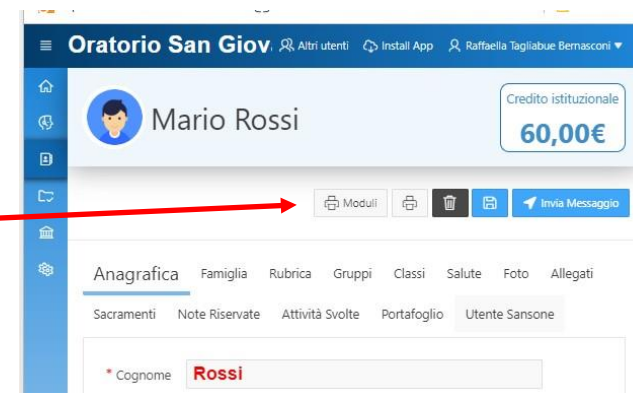 Oratorio San Giov Altri utenti Install App Raffaella Tagliabue Bernasconi
Mario Rossi
Credito istituzionale
60,00€
Moduli Invia Messaggio
Anagrafica Famiglia Rubrica Gruppi Classi Salute Foto Allegati
Sacramenti Note Riservate Attività Svolte Portafoglio Utente Sansone
* Cognome Rossi